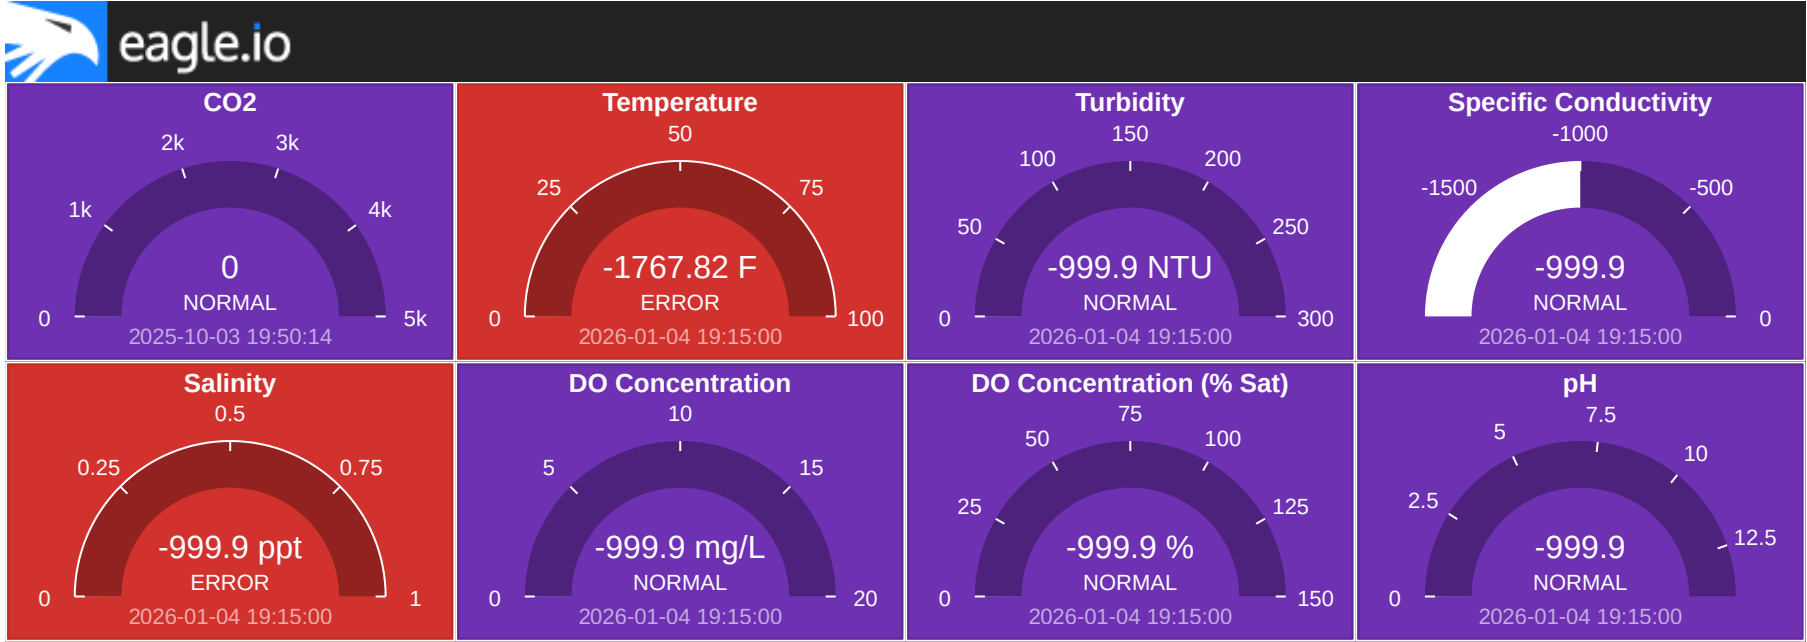 eagle.io
CO2
2k
3k
1k
4k
0
NORMAL
0
5k
2025-10-03 19:50:14
Temperature
50
25
75
-1767.82 F
ERROR
0
100
2026-01-04 19:15:00
Turbidity
150
100
200
50
250
-999.9 NTU
NORMAL
0
300
2026-01-04 19:15:00
Specific Conductivity
-1000
-1500
-500
-999.9
NORMAL
0
2026-01-04 19:15:00
Salinity
0.5
0.25
0.75
-999.9 ppt
ERROR
0
1
2026-01-04 19:15:00
DO Concentration
10
5
15
-999.9 mg/L
NORMAL
0
20
2026-01-04 19:15:00
DO Concentration (% Sat)
75
50
100
25
125
-999.9 %
NORMAL
0
150
2026-01-04 19:15:00
pH
7.5
5
10
2.5
12.5
-999.9
NORMAL
0
2026-01-04 19:15:00